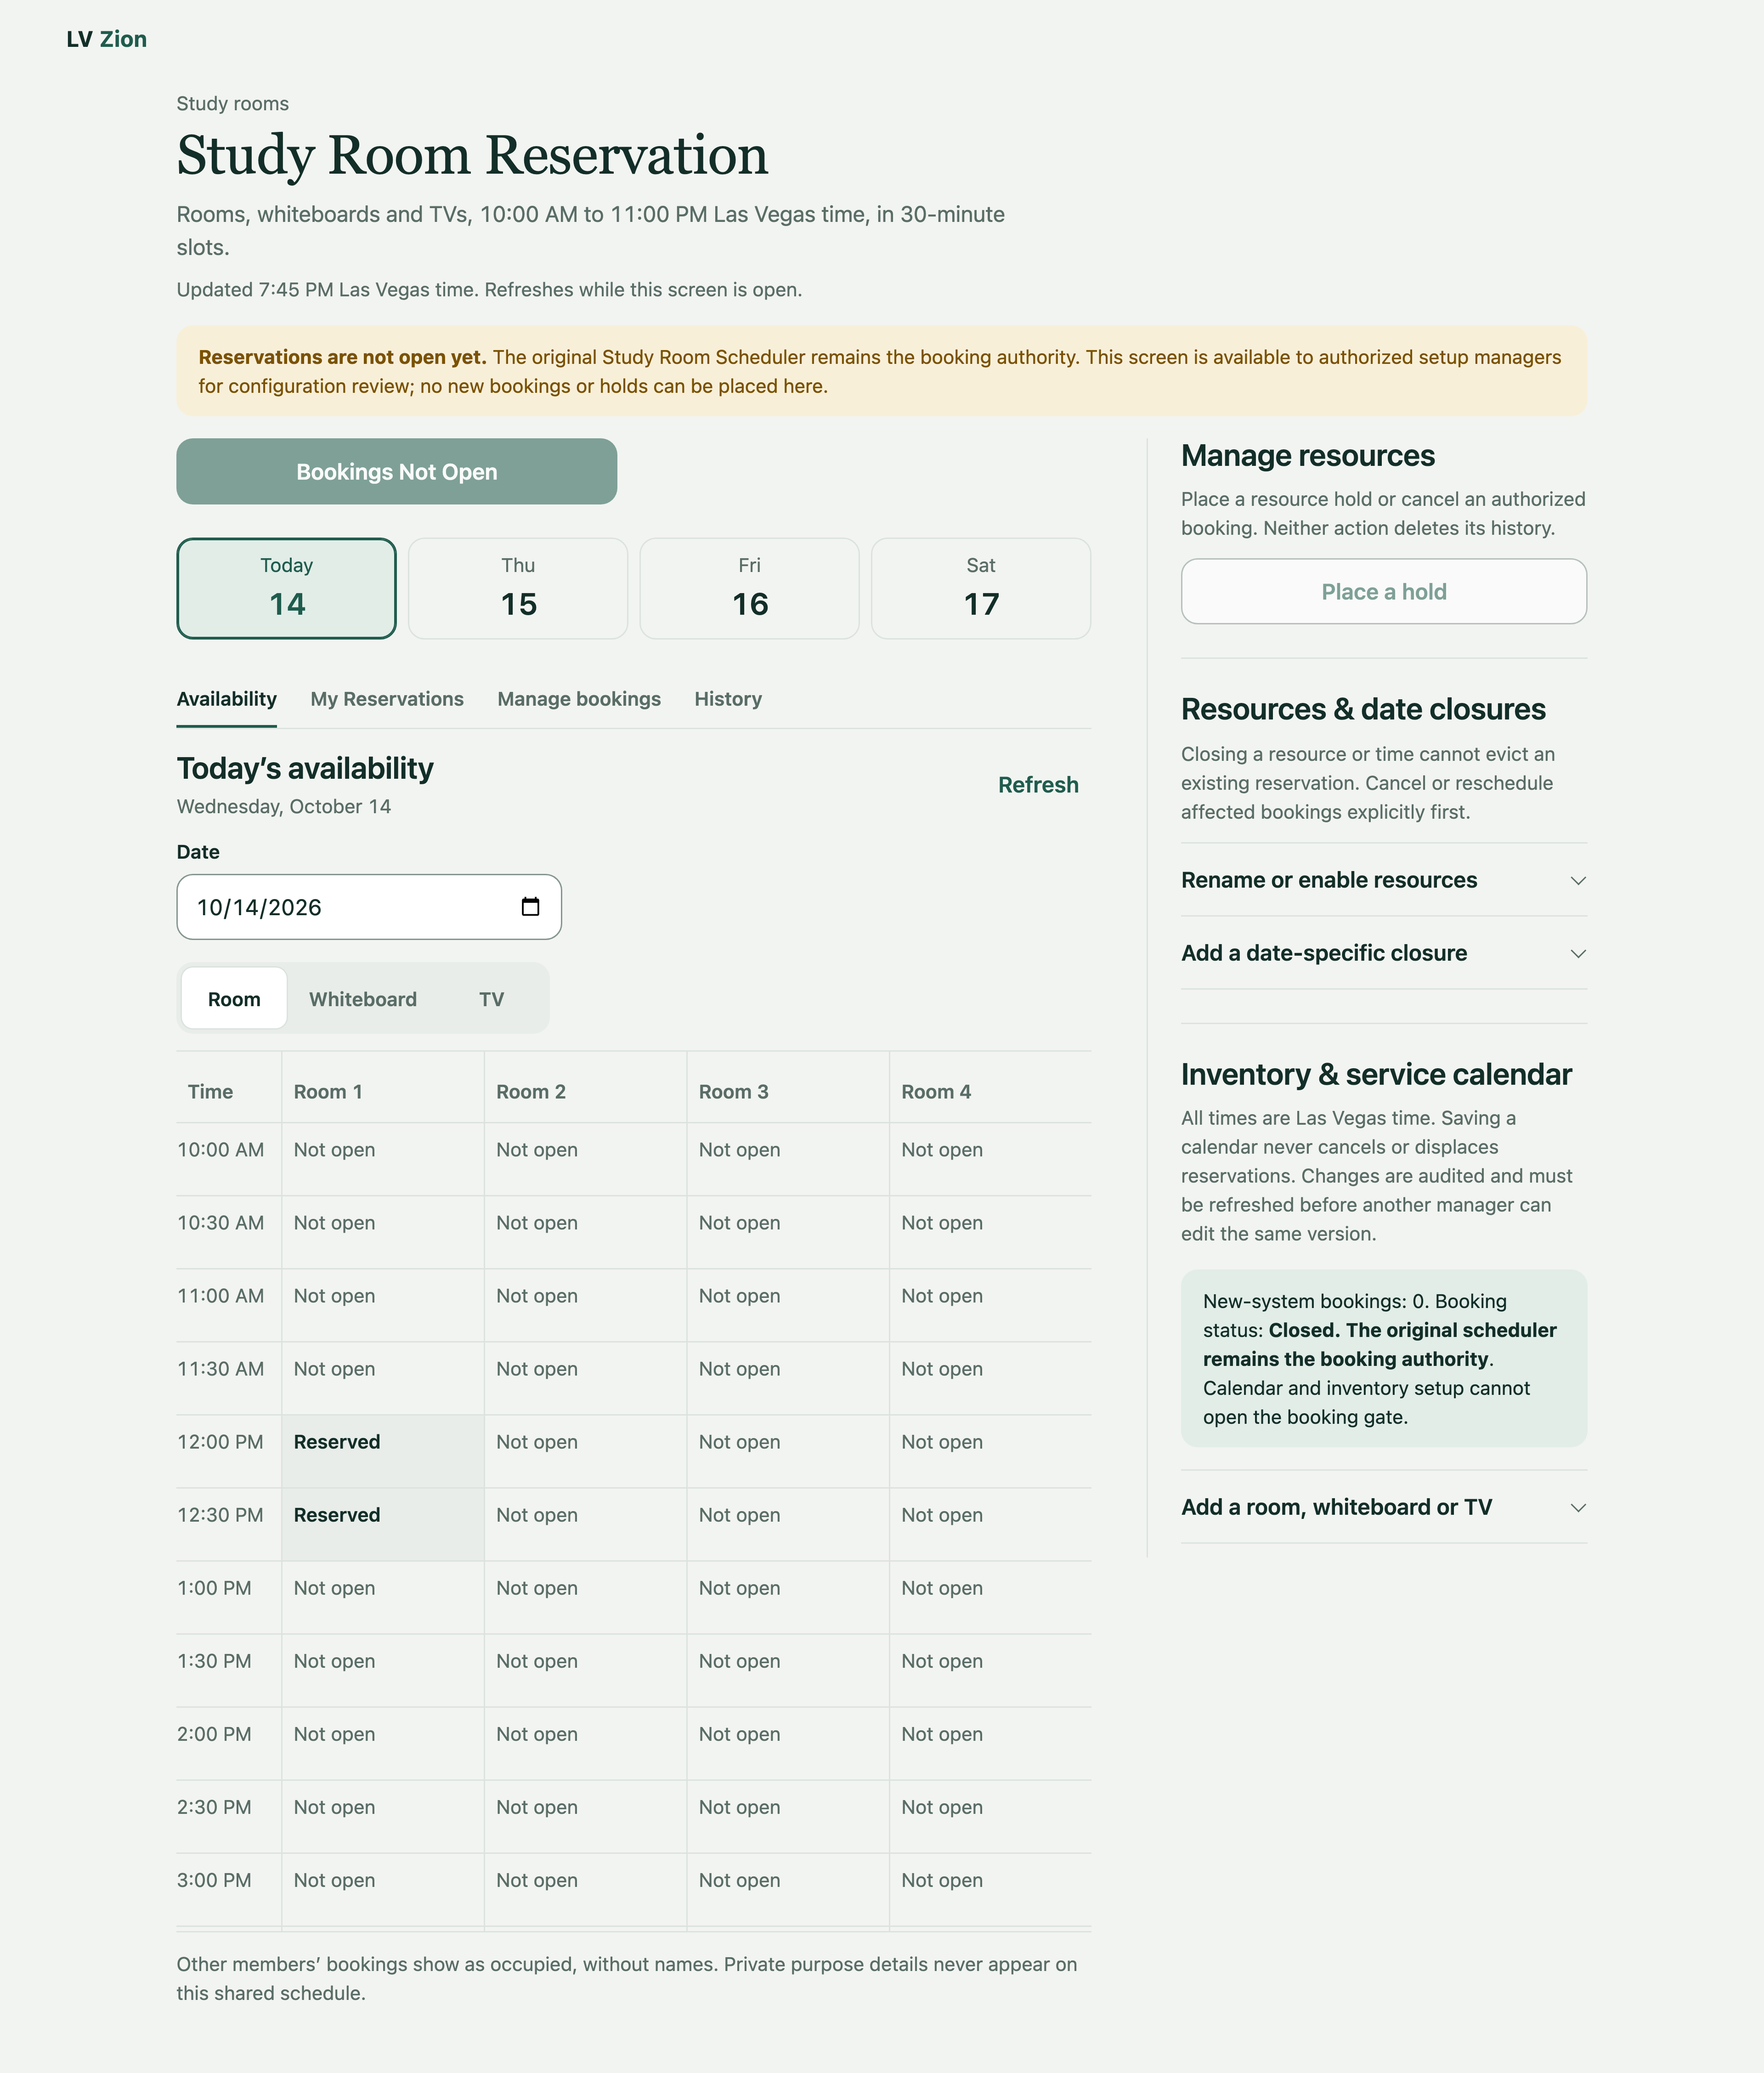 LV Zion
Study rooms
Study Room Reservation
Rooms, whiteboards and TVs, 10:00 AM to 11:00 PM Las Vegas time, in 30-minute
slots.
Updated 7:45 PM Las Vegas time. Refreshes while this screen is open.
Reservations are not open yet. The original Study Room Scheduler remains the booking authority. This screen is available to authorized setup managers
for configuration review; no new bookings or holds can be placed here.
Bookings Not Open
Today Thu Fri Sat
14 15 16 17
Availability My Reservations Manage bookings History
Today’s availability
Wednesday, October 14
Refresh
Date
10/14/2026
Room Whiteboard TV
Time Room 1 Room 2 Room 3 Room 4
10:00 AM Not open Not open Not open Not open
10:30 AM Not open Not open Not open Not open
11:00 AM Not open Not open Not open Not open
11:30 AM Not open Not open Not open Not open
12:00 PM Reserved Not open Not open Not open
12:30 PM Reserved Not open Not open Not open
1:00 PM Not open Not open Not open Not open
1:30 PM Not open Not open Not open Not open
2:00 PM Not open Not open Not open Not open
2:30 PM Not open Not open Not open Not open
3:00 PM Not open Not open Not open Not open
Other members’ bookings show as occupied, without names. Private purpose details never appear on
this shared schedule.
Manage resources
Place a resource hold or cancel an authorized
booking. Neither action deletes its history.
Place a hold
Resources & date closures
Closing a resource or time cannot evict an
existing reservation. Cancel or reschedule
affected bookings explicitly first.
Rename or enable resources
Add a date-specific closure
Inventory & service calendar
All times are Las Vegas time. Saving a
calendar never cancels or displaces
reservations. Changes are audited and must
be refreshed before another manager can
edit the same version.
New-system bookings: 0. Booking
status: Closed. The original scheduler
remains the booking authority.
Calendar and inventory setup cannot
open the booking gate.
Add a room, whiteboard or TV